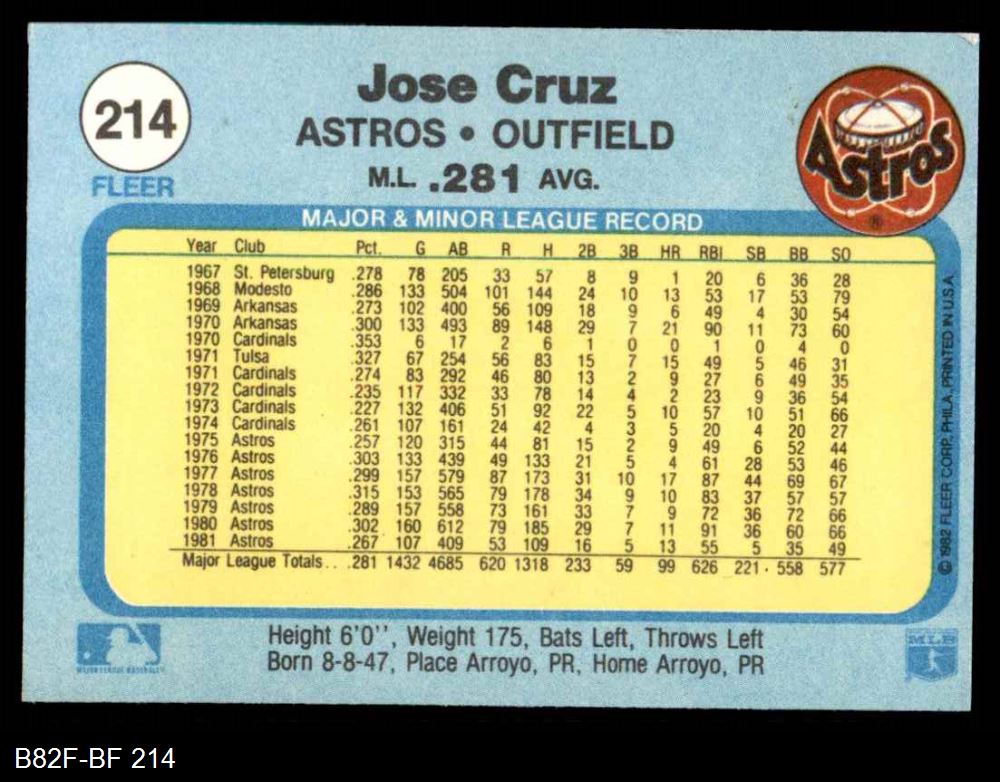 214
FLEER
Jose Cruz
ASTROS • OUTFIELD
M.L. .281 AVG.
Astros
®
MAJOR & MINOR LEAGUE RECORD
Year Club Pct. G AB R H 2B 3B HR RBI SB BB SO
1967 St. Petersburg .278 78 205 33 57 8 9 1 20 6 36 28
1968 Modesto .286 133 504 101 144 24 10 13 53 17 53 79
1969 Arkansas .273 102 400 56 109 18 9 6 49 4 30 54
1970 Arkansas .300 133 493 89 148 29 7 21 90 11 73 60
1970 Cardinals .353 6 17 2 6 1 0 0 1 0 4 0
1971 Tulsa .327 67 254 56 83 15 7 15 49 5 46 31
1971 Cardinals .274 83 292 46 80 13 2 9 27 6 49 35
1972 Cardinals .235 117 332 33 78 14 4 2 23 9 36 54
1973 Cardinals .227 132 406 51 92 22 5 10 57 10 51 66
1974 Cardinals .261 107 161 24 42 4 3 5 20 4 20 27
1975 Astros .257 120 315 44 81 15 2 9 49 6 52 44
1976 Astros .303 133 439 49 133 21 5 4 61 28 53 46
1977 Astros .299 157 579 87 173 31 10 17 87 44 69 67
1978 Astros .315 153 565 79 178 34 9 10 83 37 57 57
1979 Astros .289 157 558 73 161 33 7 9 72 36 72 66
1980 Astros .302 160 612 79 185 29 7 11 91 36 60 66
1981 Astros .267 107 409 53 109 16 5 13 55 5 35 49
Major League Totals . . .281 1432 4685 620 1318 233 59 99 626 221 558 577
© 1982 FLEER CORP. PHILA. PRINTED IN U.S.A.
MAJOR LEAGUE BASEBALL
Height 6'0'', Weight 175, Bats Left, Throws Left
Born 8-8-47, Place Arroyo, PR, Home Arroyo, PR
MLB
B82F-BF 214